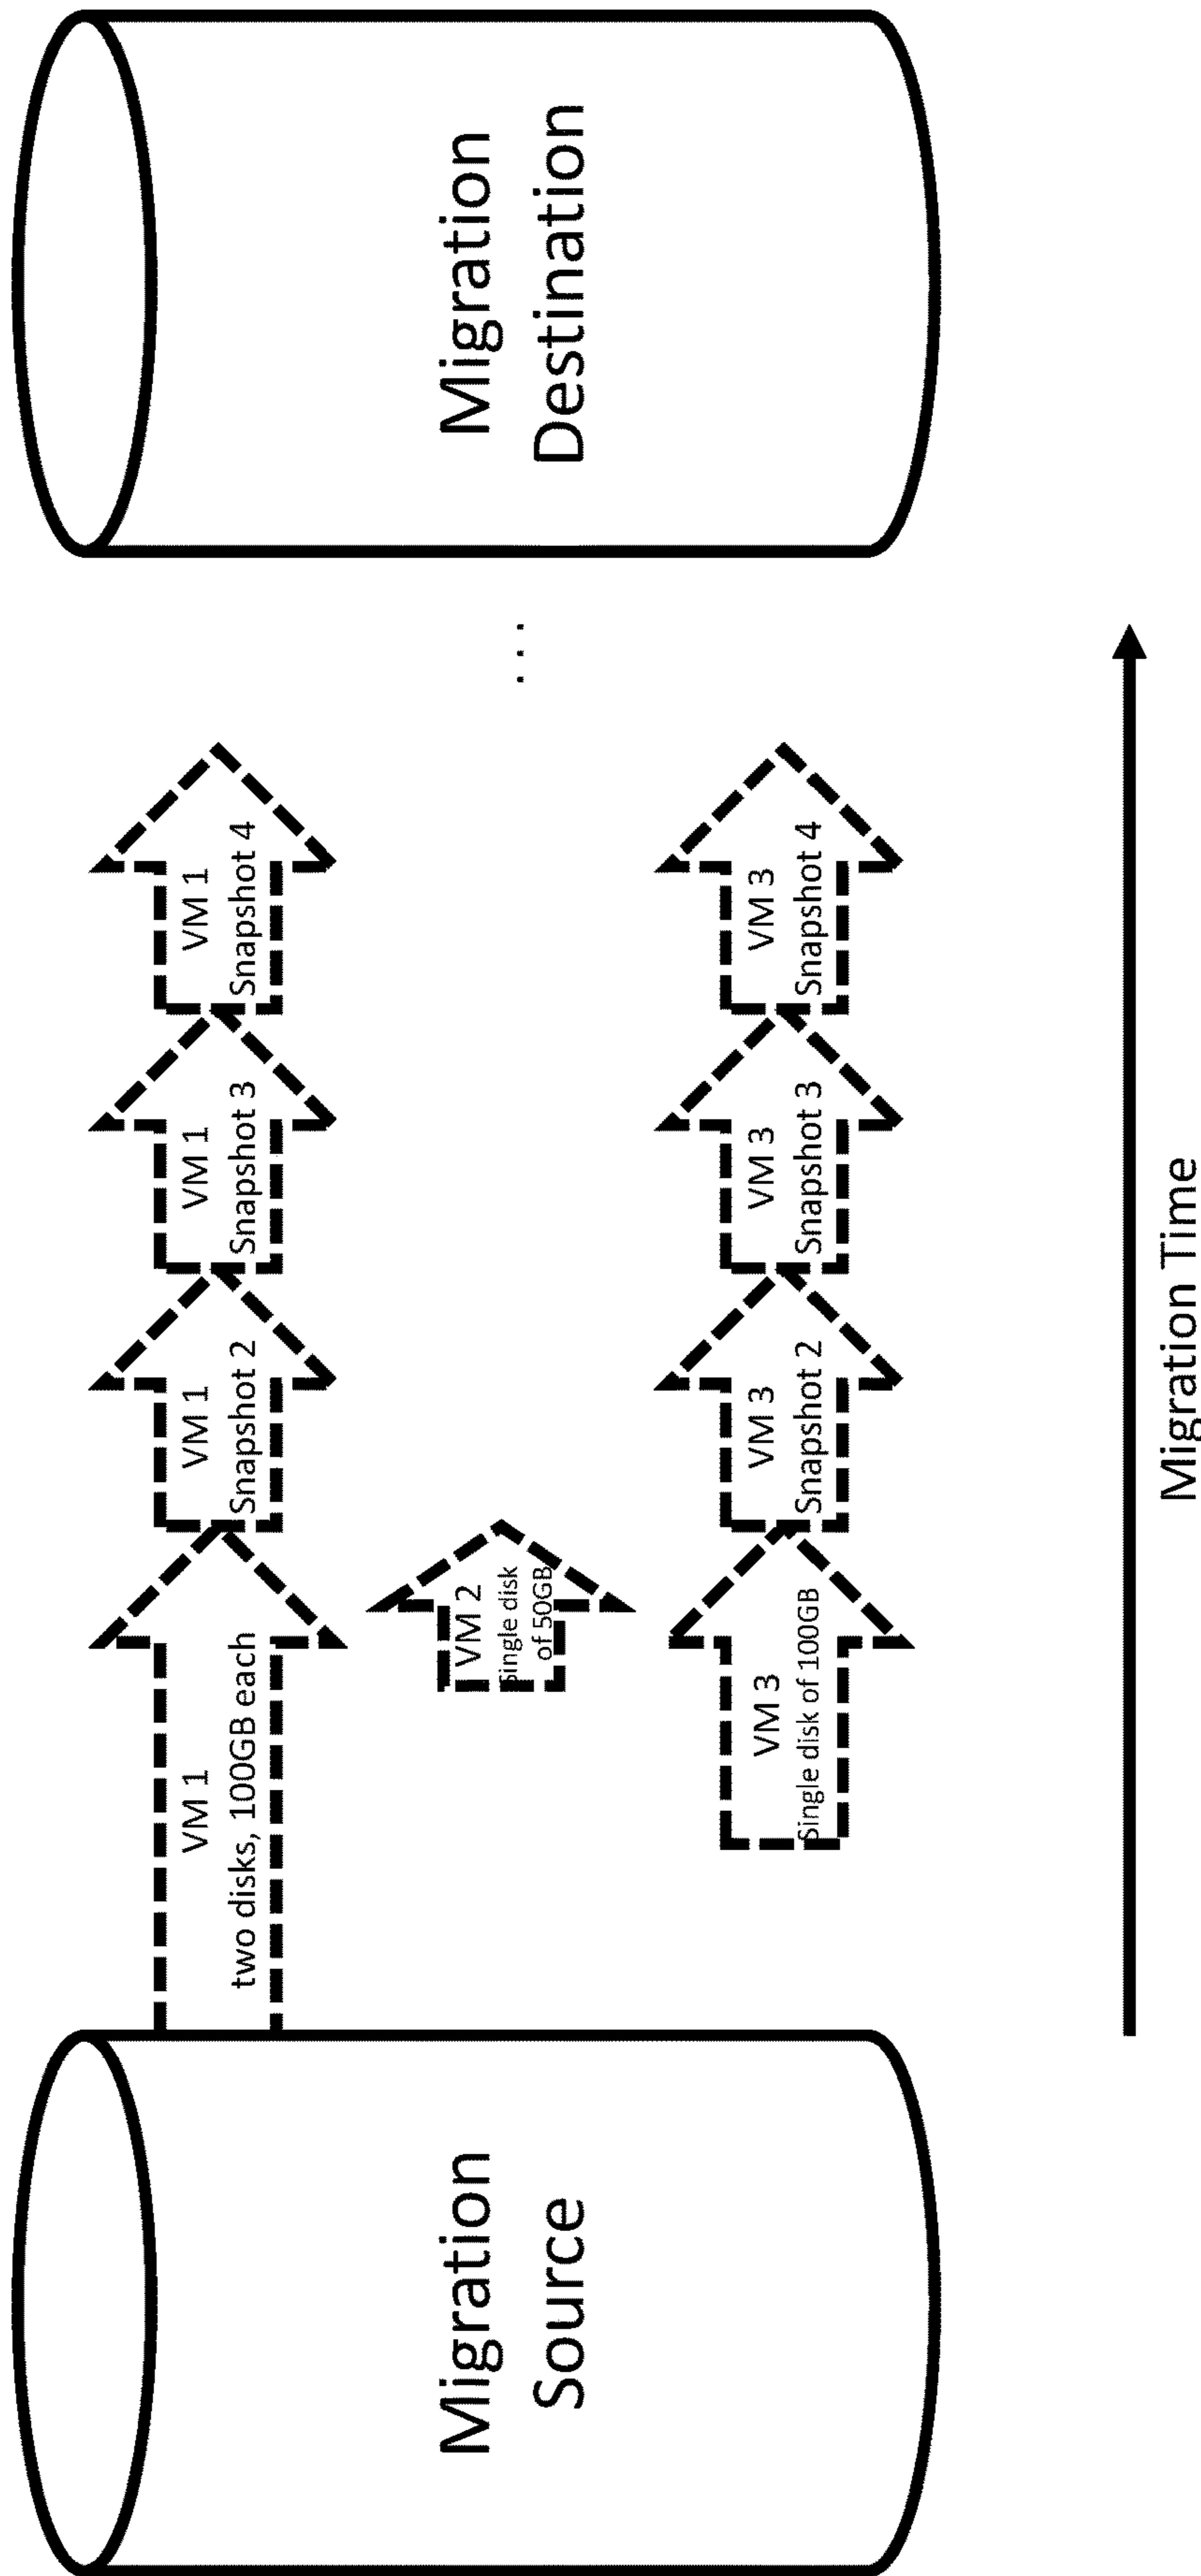 Migration
Source
VM 1
two disks, 100GB each
VM 1
Snapshot 2
VM 1
Snapshot 3
VM 1
Snapshot 4
VM 2
Single disk
of 50GB
VM 3
Single disk of 100GB
VM 3
Snapshot 2
VM 3
Snapshot 3
VM 3
Snapshot 4
...
Migration
Destination
Migration Time